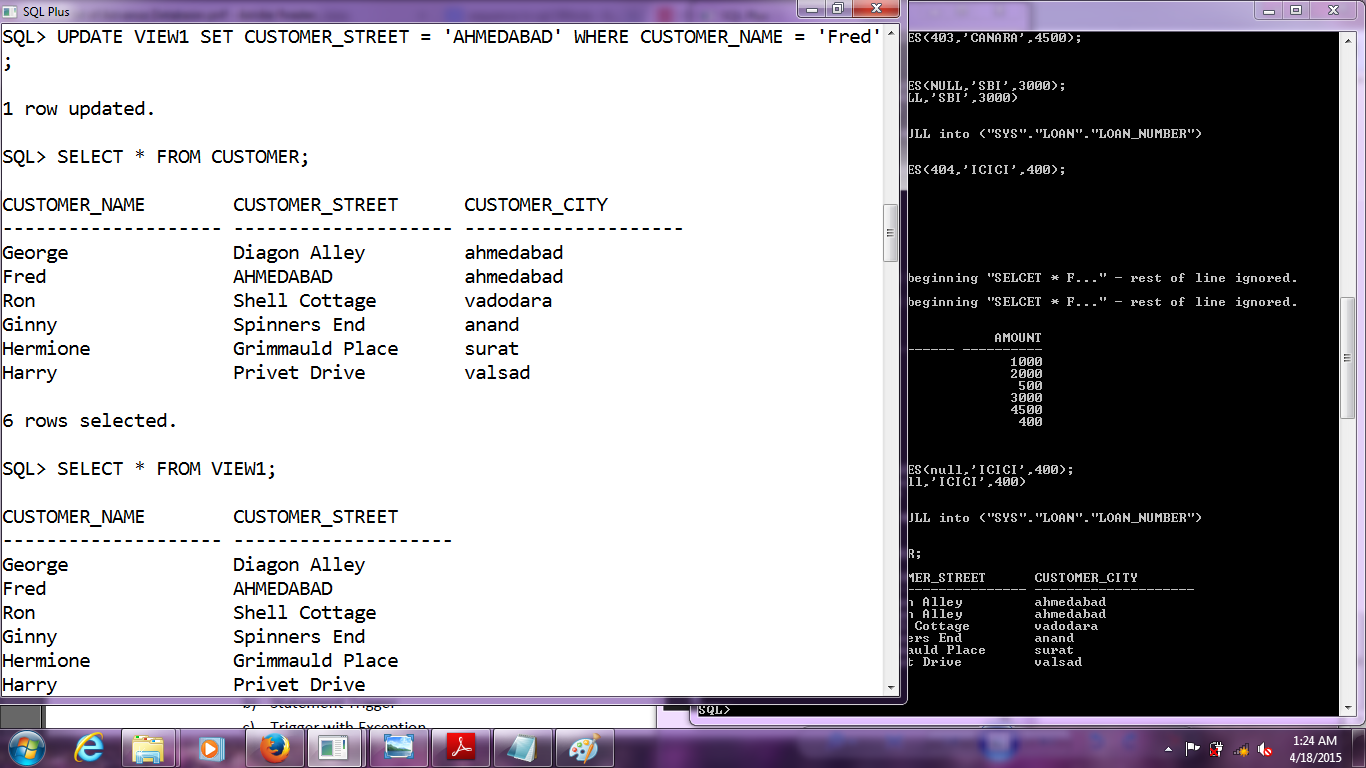 SQL Plus
SQL> UPDATE VIEW1 SET CUSTOMER_STREET = 'AHMEDABAD' WHERE CUSTOMER_NAME = 'Fred'
;
1 row updated.
SQL> SELECT * FROM CUSTOMER;
CUSTOMER_NAME CUSTOMER_STREET CUSTOMER_CITY
-------------------- -------------------- --------------------
George Diagon Alley ahmedabad
Fred AHMEDABAD ahmedabad
Ron Shell Cottage vadodara
Ginny Spinners End anand
Hermione Grimmauld Place surat
Harry Privet Drive valsad
6 rows selected.
SQL> SELECT * FROM VIEW1;
CUSTOMER_NAME CUSTOMER_STREET
-------------------- --------------------
George Diagon Alley
Fred AHMEDABAD
Ron Shell Cottage
Ginny Spinners End
Hermione Grimmauld Place
Harry Privet Drive
ES(403,'CANARA',4500);
ES(NULL,'SBI',3000);
LL,'SBI',3000)
ULL into ("SYS"."LOAN"."LOAN_NUMBER")
ES(404,'ICICI',400);
beginning "SELCET * F..." - rest of line ignored.
beginning "SELCET * F..." - rest of line ignored.
AMOUNT
------ ----------
1000
2000
500
3000
4500
400
ES(null,'ICICI',400);
ll,'ICICI',400)
ULL into ("SYS"."LOAN"."LOAN_NUMBER")
R;
MER_STREET CUSTOMER_CITY
--------------- --------------------
n Alley ahmedabad
n Alley ahmedabad
Cottage vadodara
ers End anand
auld Place surat
t Drive valsad
SQL>
b) Statement Trigger
c) Trigger with Exception
1:24 AM
4/18/2015